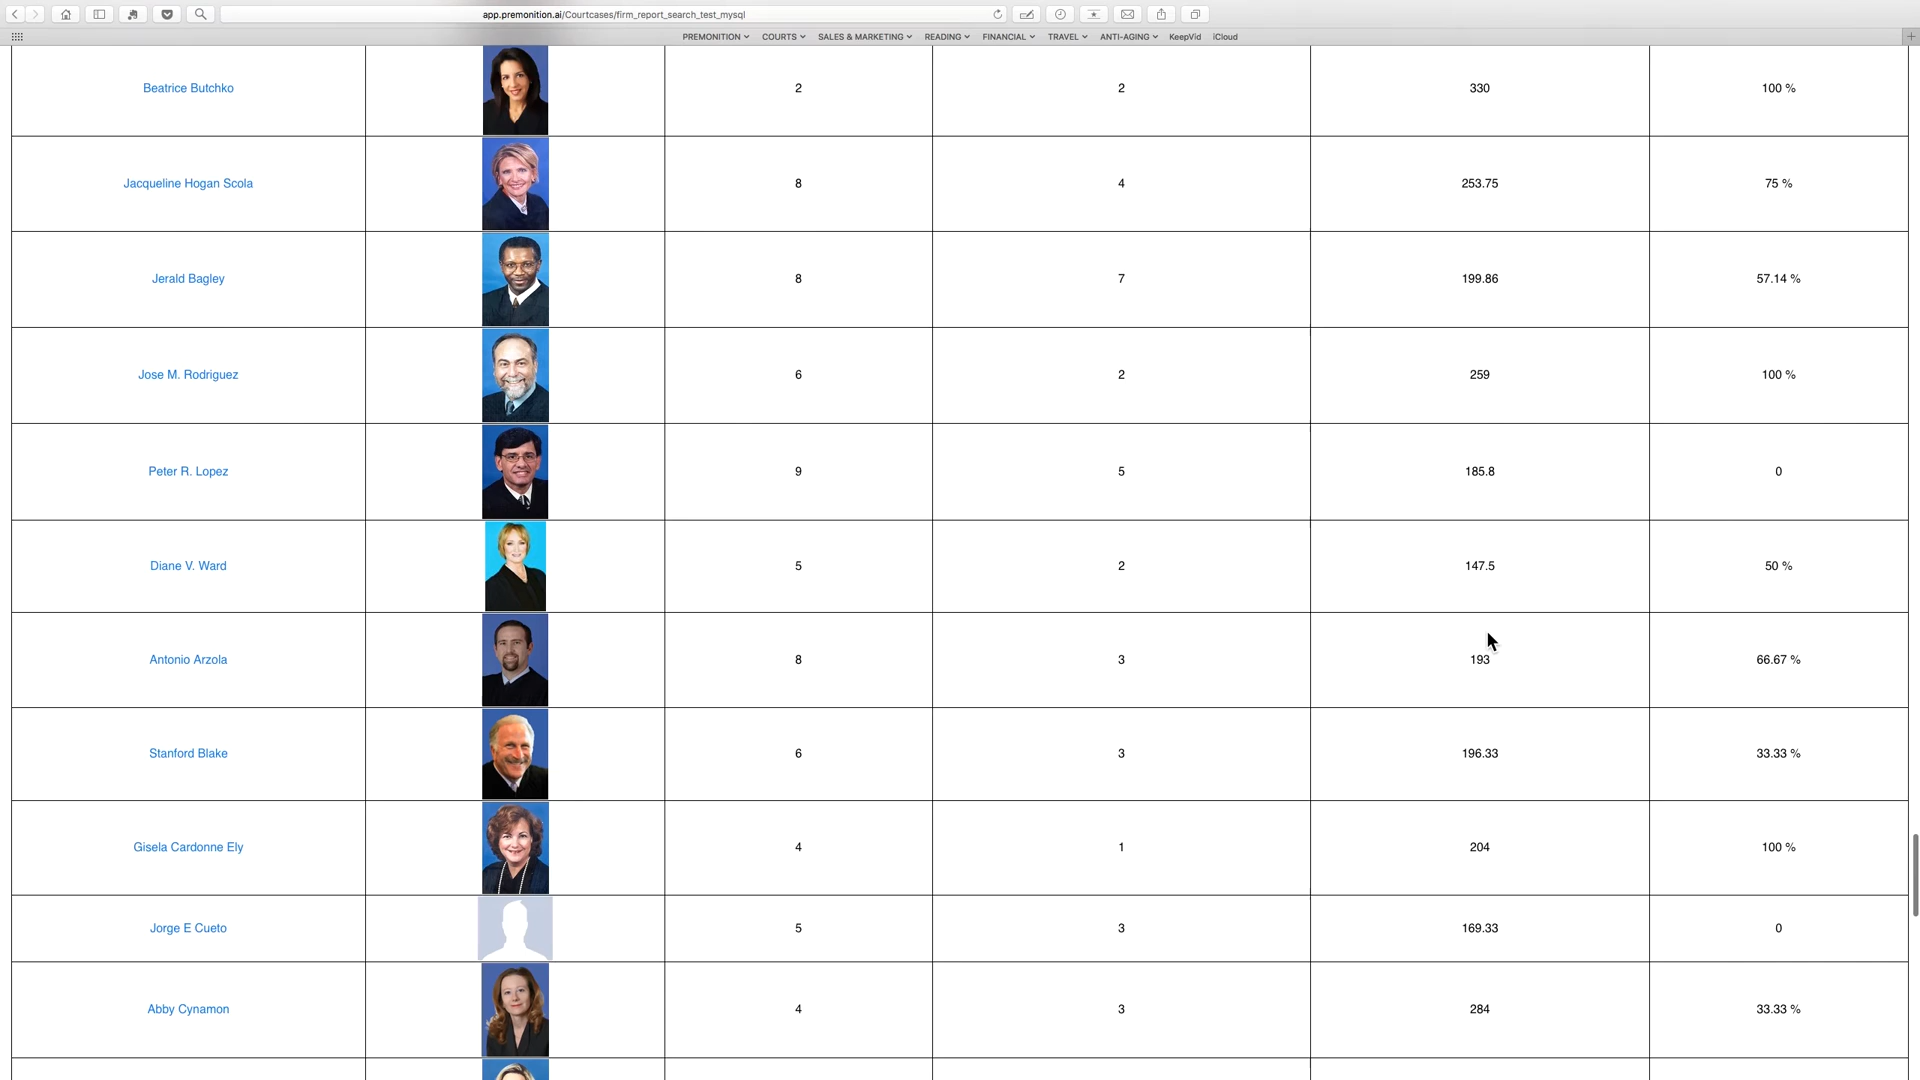 app.premonition.ai/Courtcases/firm_report_search_test_mysql
PREMONITION COURTS SALES & MARKETING READING FINANCIAL TRAVEL ANTI-AGING KeepVid iCloud
Beatrice Butchko 2 2 330 100 %
Jacqueline Hogan Scola 8 4 253.75 75 %
Jerald Bagley 8 7 199.86 57.14 %
Jose M. Rodriguez 6 2 259 100 %
Peter R. Lopez 9 5 185.8 0
Diane V. Ward 5 2 147.5 50 %
Antonio Arzola 8 3 193 66.67 %
Stanford Blake 6 3 196.33 33.33 %
Gisela Cardonne Ely 4 1 204 100 %
Jorge E Cueto 5 3 169.33 0
Abby Cynamon 4 3 284 33.33 %